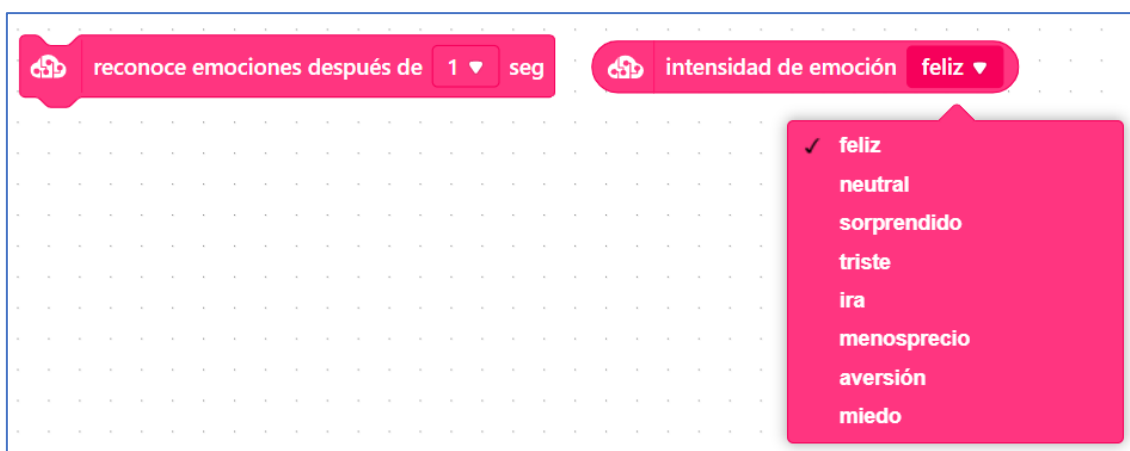 reconoce emociones después de 1 seg
intensidad de emoción feliz
✓ feliz
neutral
sorprendido
triste
ira
menosprecio
aversión
miedo